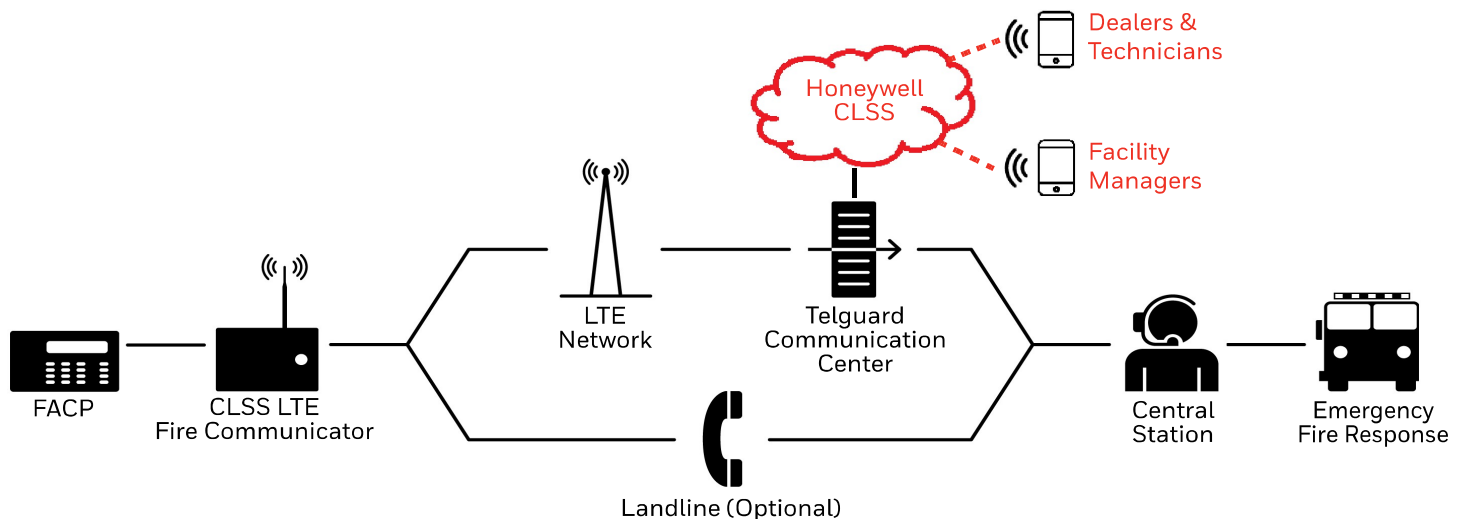 Dealers &
Technicians
Honeywell
CLSS
Facility
Managers
LTE
Network
Telguard
Communication
Center
FACP
CLSS LTE
Fire Communicator
Central
Station
Emergency
Fire Response
Landline (Optional)